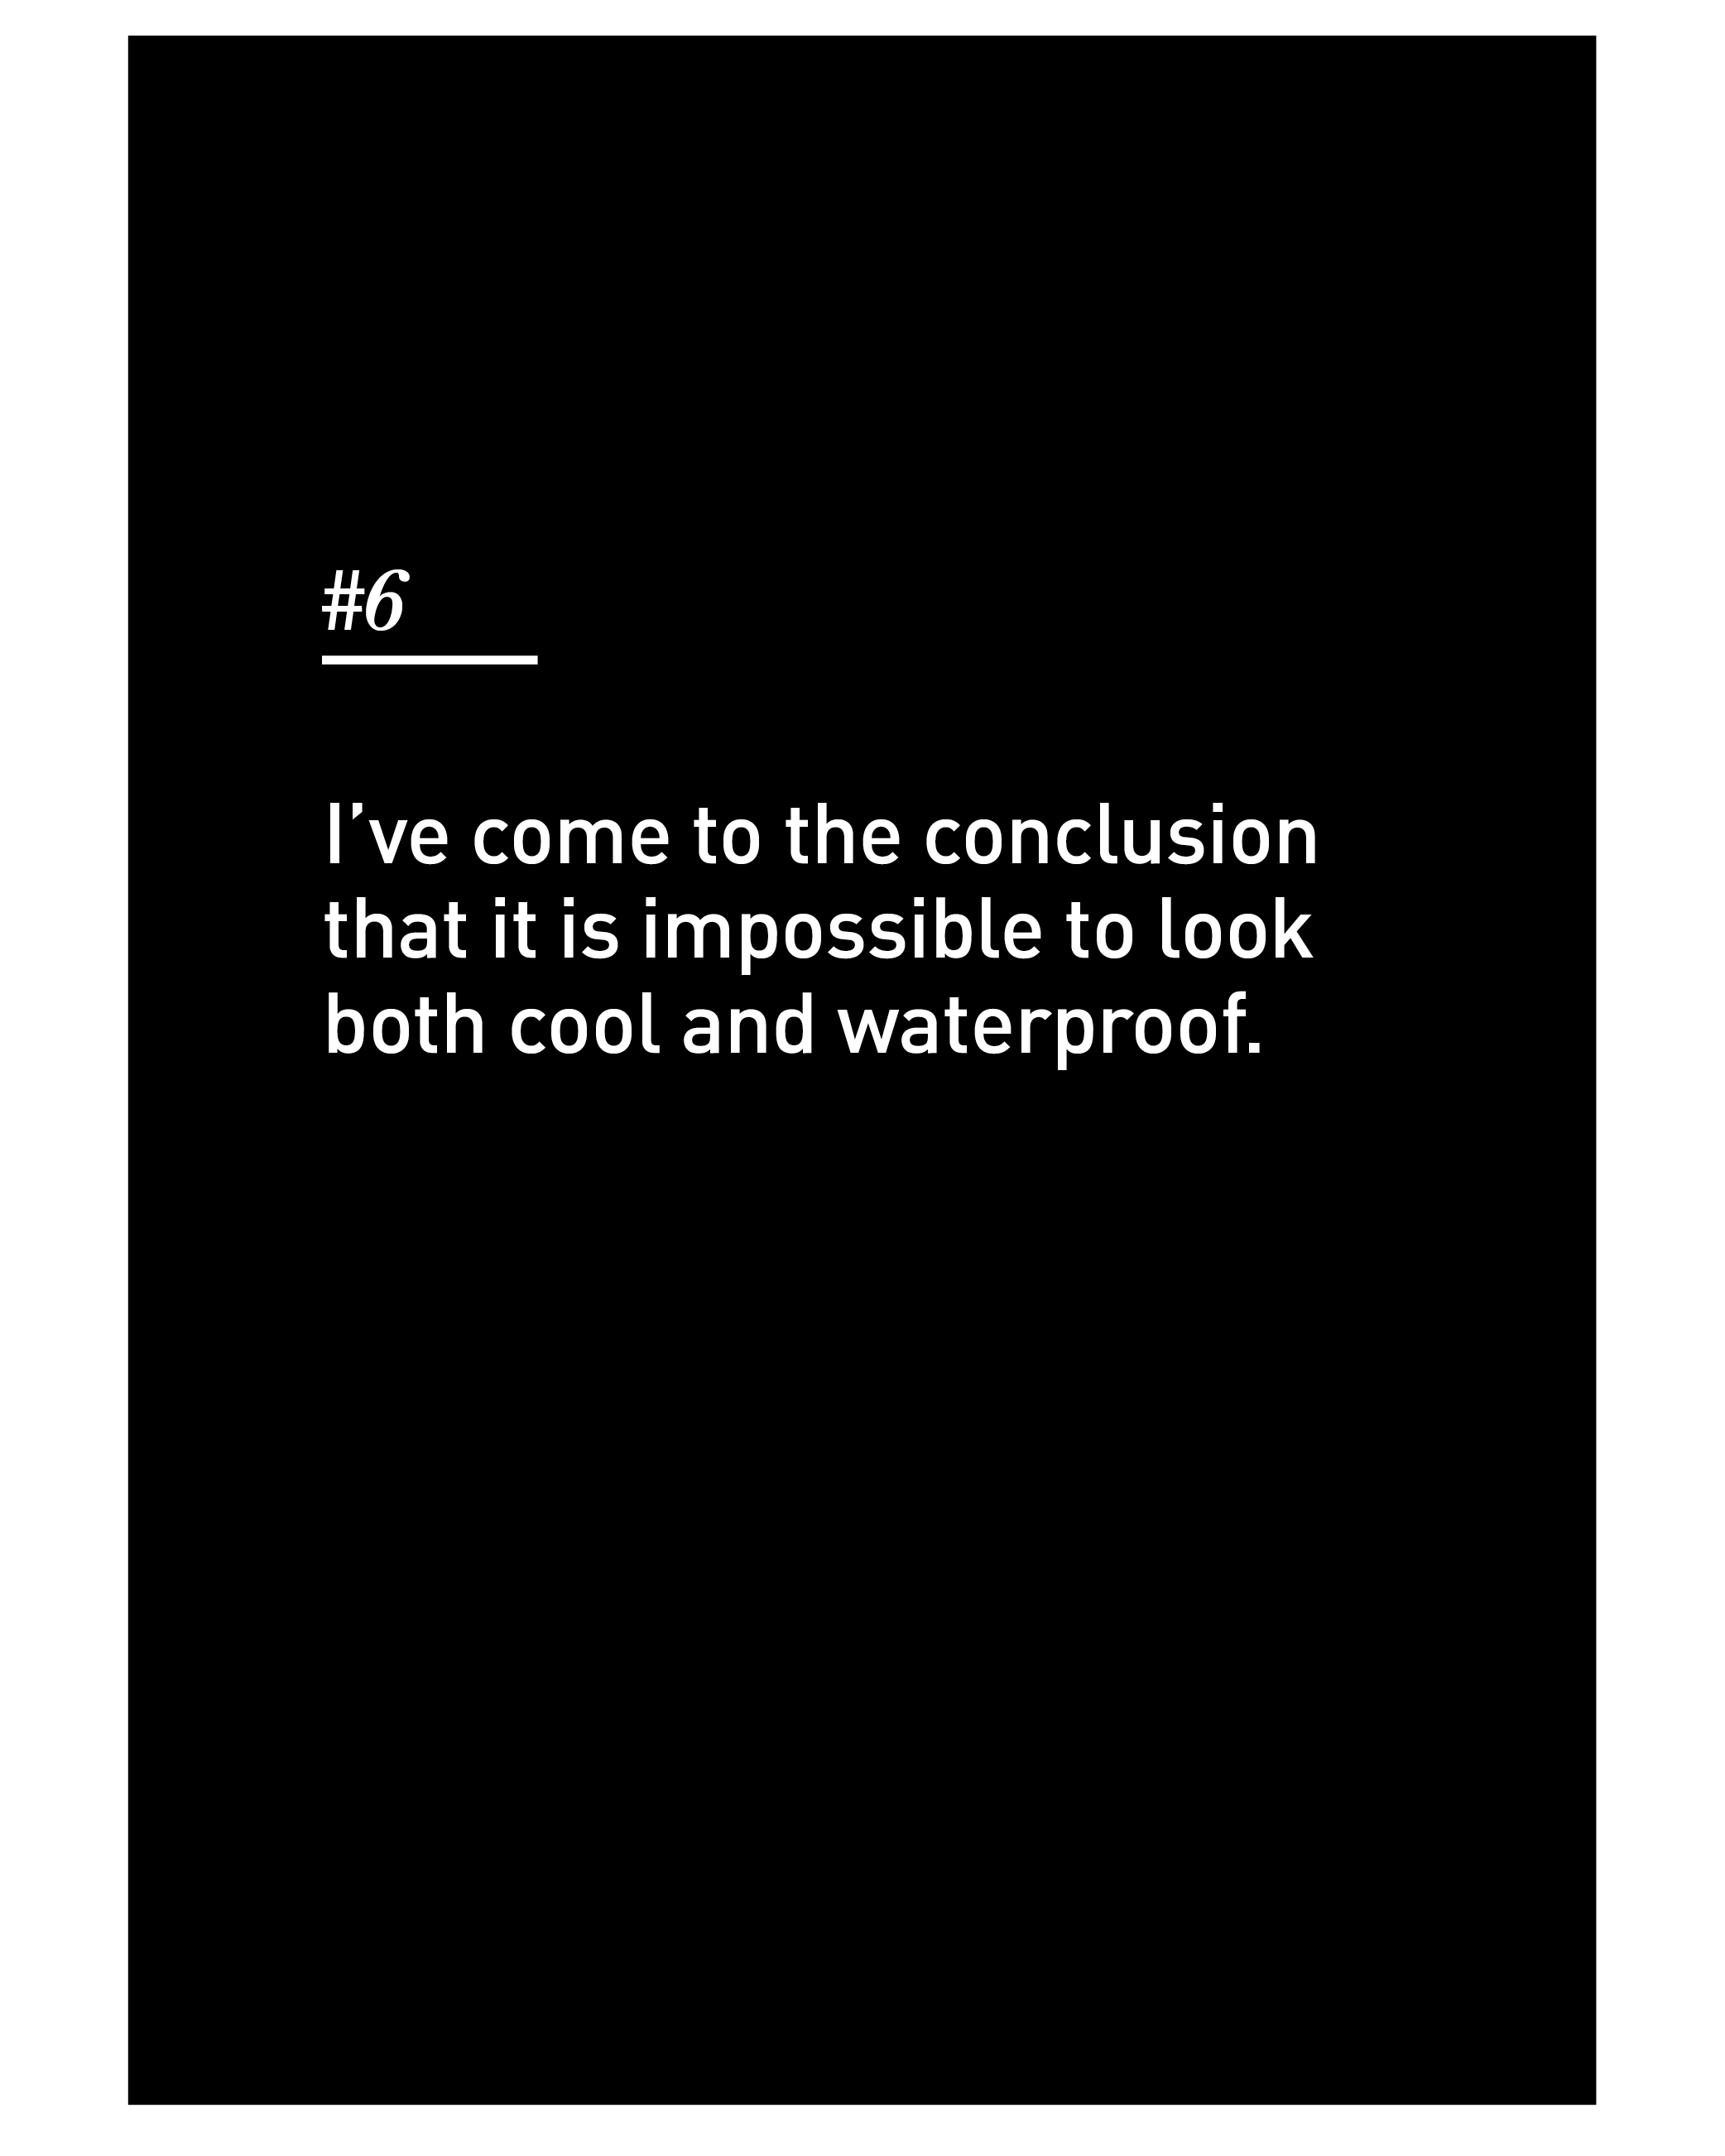 #6
I’ve come to the conclusion
that it is impossible to look
both cool and waterproof.